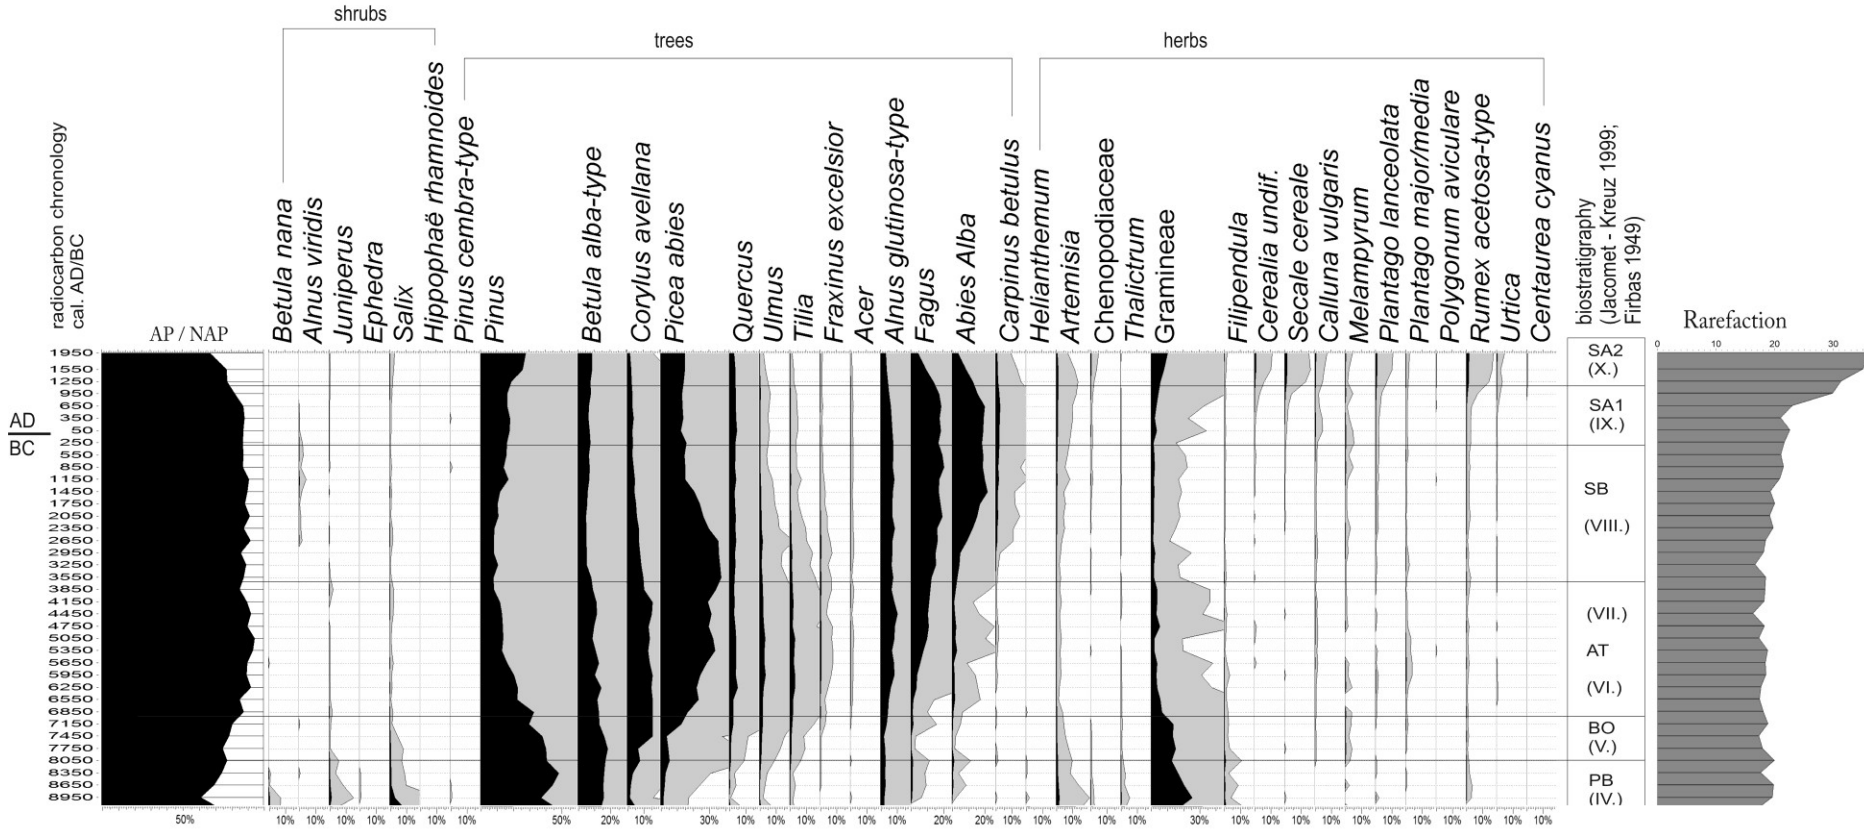 shrubs
trees
herbs
radiocarbon chronology
cal. AD/BC
AP / NAP
Betula nana
Alnus viridis
Juniperus
Ephedra
Salix
Hippophaë rhamnoides
Pinus cembra-type
Pinus
Betula alba-type
Corylus avellana
Picea abies
Quercus
Ulmus
Tilia
Fraxinus excelsior
Acer
Anus glutinosa-type
Fagus
Abies Alba
Carpinus betulus
Helianthemum
Artemisia
Chenopodiaceae
Thalictrum
Gramineae
Filipendula
Cerealia undif.
Secale cereale
Calluna vulgaris
Melampyrum
Plantago lanceolata
Plantago major/media
Polygonum aviculare
Rumex acetosa-type
Urtica
Centaurea cyanus
biostratigraphy
(Jacomet - Kreuz 1999;
Firbas 1949)
Rarefaction
0 10 20 30
AD
BC
1950
1550
1250
950
650
350
50
250
550
850
1150
1450
1750
2050
2350
2650
2950
3250
3550
3850
4150
4450
4750
5050
5350
5650
5950
6250
6550
6850
7150
7450
7750
8050
8350
8650
8950
SA2
(X.)
SA1
(IX.)
SB
(VIII.)
(VII.)
AT
(VI.)
BO
(V.)
PB
(IV.)
50% 10% 10% 10% 10% 10% 10% 10% 50% 20% 10% 30% 10% 10% 10% 10% 10% 10% 20% 20% 10% 10% 10% 10% 10% 30% 10% 10% 10% 10% 10% 10% 10% 10% 10% 10% 10%